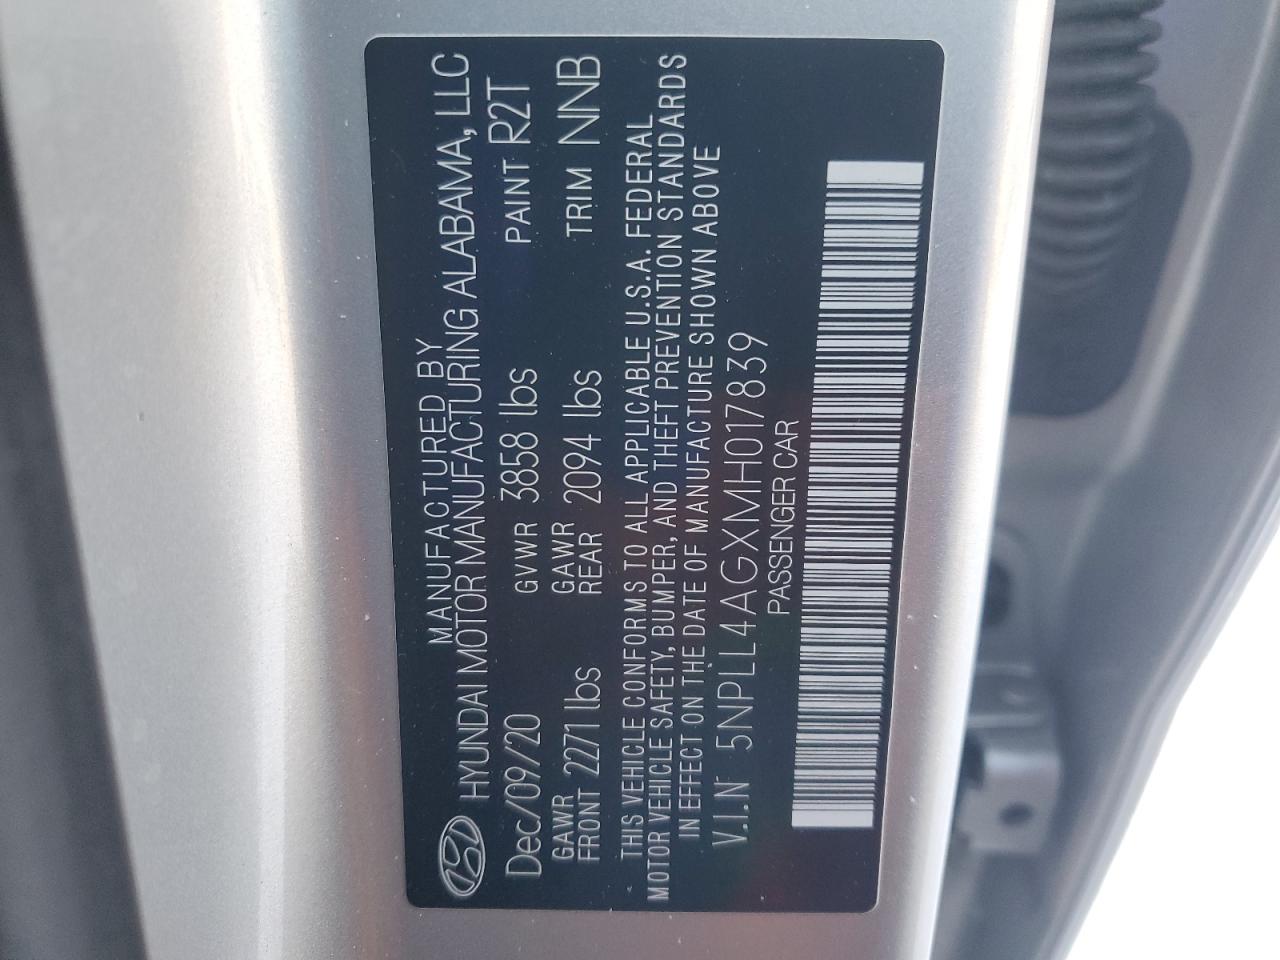 MANUFACTURED BY
HYUNDAI MOTOR MANUFACTURING ALABAMA, LLC
Dec/09/20 GVWR 3858 lbs PAINT R2T
GAWR FRONT 2271 lbs GAWR REAR 2094 lbs TRIM NNB
THIS VEHICLE CONFORMS TO ALL APPLICABLE U.S.A. FEDERAL
MOTOR VEHICLE SAFETY, BUMPER, AND THEFT PREVENTION STANDARDS
IN EFFECT ON THE DATE OF MANUFACTURE SHOWN ABOVE
V.I.N 5NPLL4AGXMH017839
PASSENGER CAR